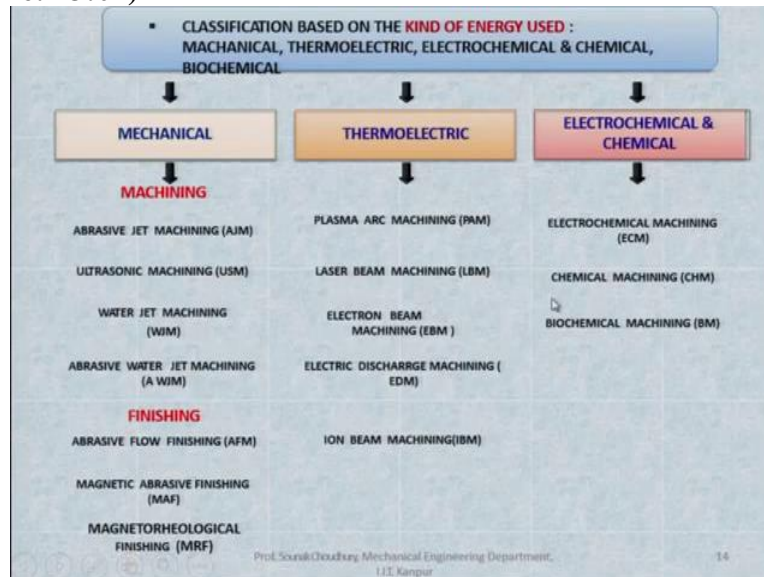 ▪ CLASSIFICATION BASED ON THE KIND OF ENERGY USED :
MACHANICAL, THERMOELECTRIC, ELECTROCHEMICAL & CHEMICAL,
BIOCHEMICAL
MECHANICAL
THERMOELECTRIC
ELECTROCHEMICAL &
CHEMICAL
MACHINING
ABRASIVE JET MACHINING (AJM)
ULTRASONIC MACHINING (USM)
WATER JET MACHINING
(WJM)
ABRASIVE WATER JET MACHINING
(A WJM)
FINISHING
ABRASIVE FLOW FINISHING (AFM)
MAGNETIC ABRASIVE FINISHING
(MAF)
MAGNETORHEOLOGICAL
FINISHING (MRF)
PLASMA ARC MACHINING (PAM)
LASER BEAM MACHINING (LBM)
ELECTRON BEAM
MACHINING (EBM )
ELECTRIC DISCHARRGE MACHINING (
EDM)
ION BEAM MACHINING(IBM)
ELECTROCHEMICAL MACHINING
(ECM)
CHEMICAL MACHINING (CHM)
BIOCHEMICAL MACHINING (BM)
Prof. SounakChoudhury, Mechanical Engineering Department,
I.I.T. Kanpur
14